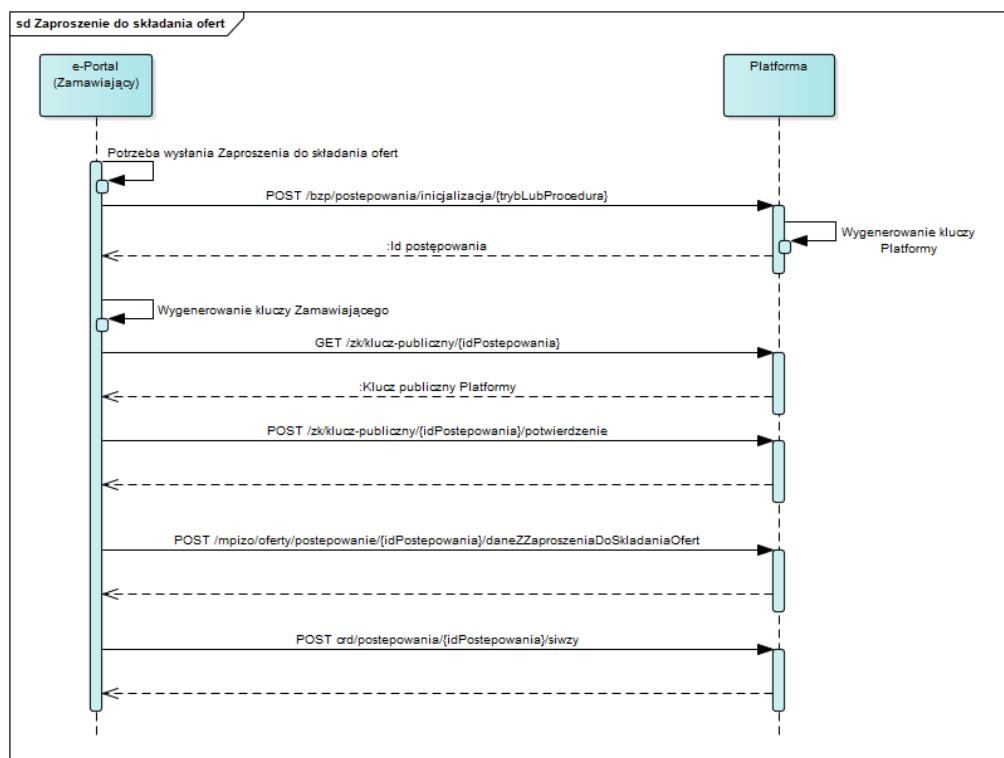 sd Zaproszenie do składania ofert
e-Portal
(Zamawiający)
Platforma
Potrzeba wysłania Zaproszenia do składania ofert
POST /bzp/postepowania/inicjalizacja/{trybLubProcedura}
Wygenerowanie kluczy
Platformy
:Id postępowania
Wygenerowanie kluczy Zamawiającego
GET /zk/klucz-publiczny/{idPostepowania}
:Klucz publiczny Platformy
POST /zk/klucz-publiczny/{idPostepowania}/potwierdzenie
POST /mpizo/oferty/postepowanie/{idPostepowania}/daneZZaproszeniaDoSkladaniaOfert
POST crd/postepowania/{idPostepowania}/siwzy